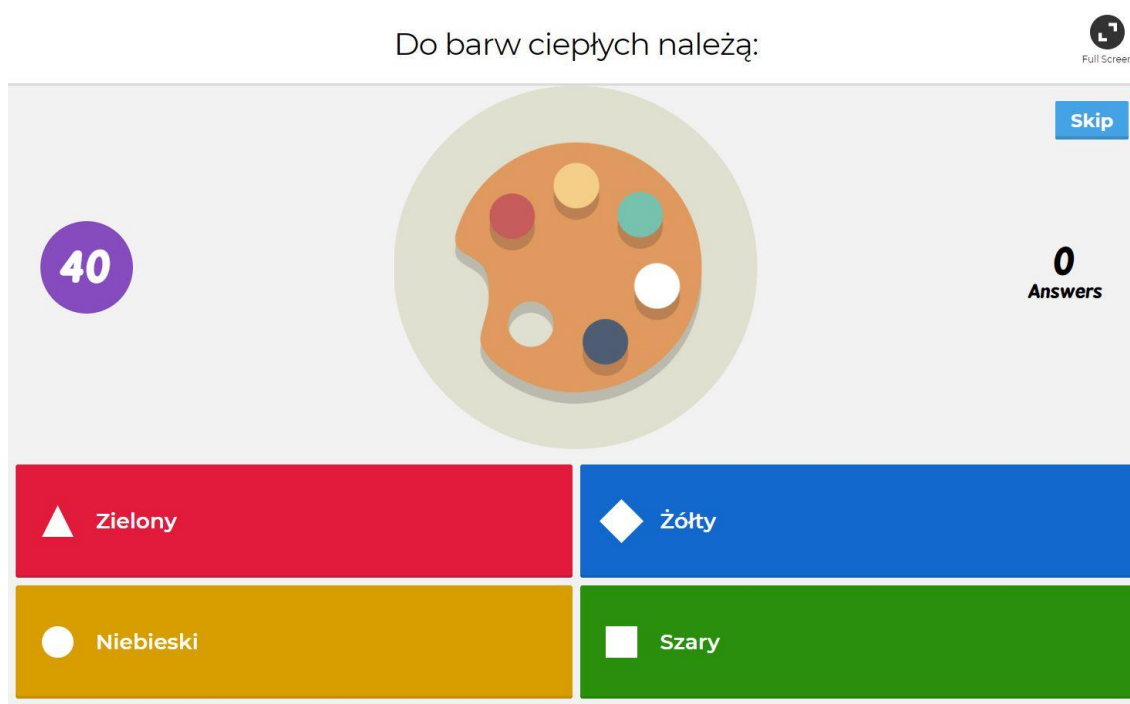 Do barw ciepłych należą:
Full Screen
Skip
40
0
Answers
Zielony
Żółty
Niebieski
Szary